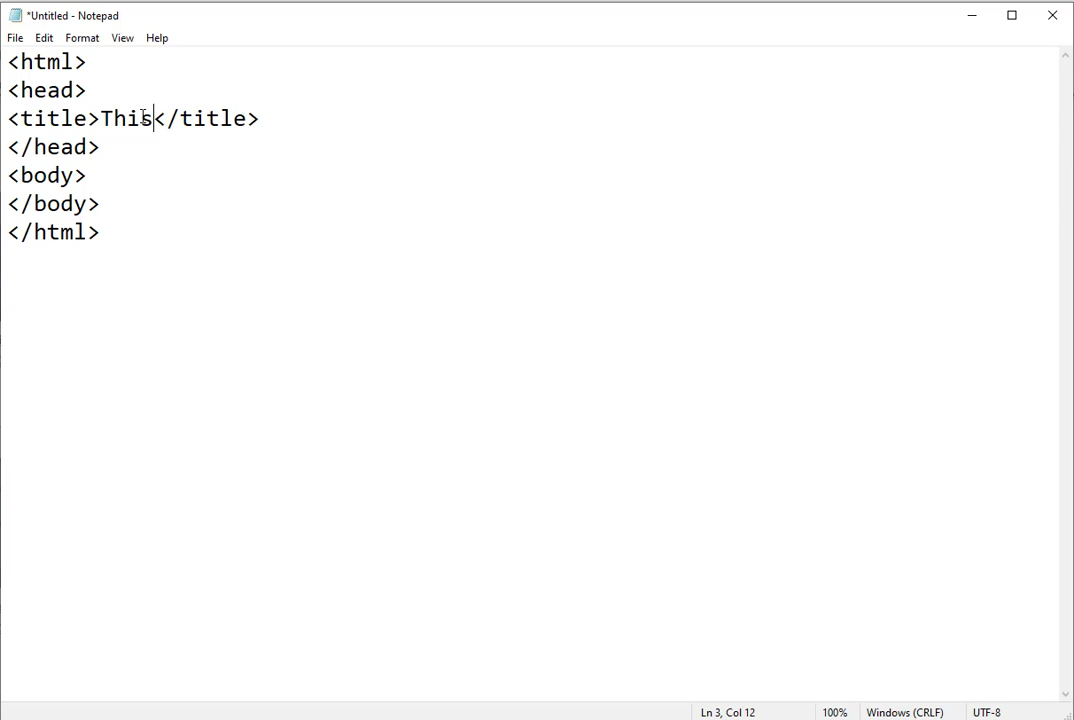 *Untitled - Notepad
File Edit Format View Help
<html>
<head>
<title>This</title>
</head>
<body>
</body>
</html>
Ln 3, Col 12 100% Windows (CRLF) UTF-8